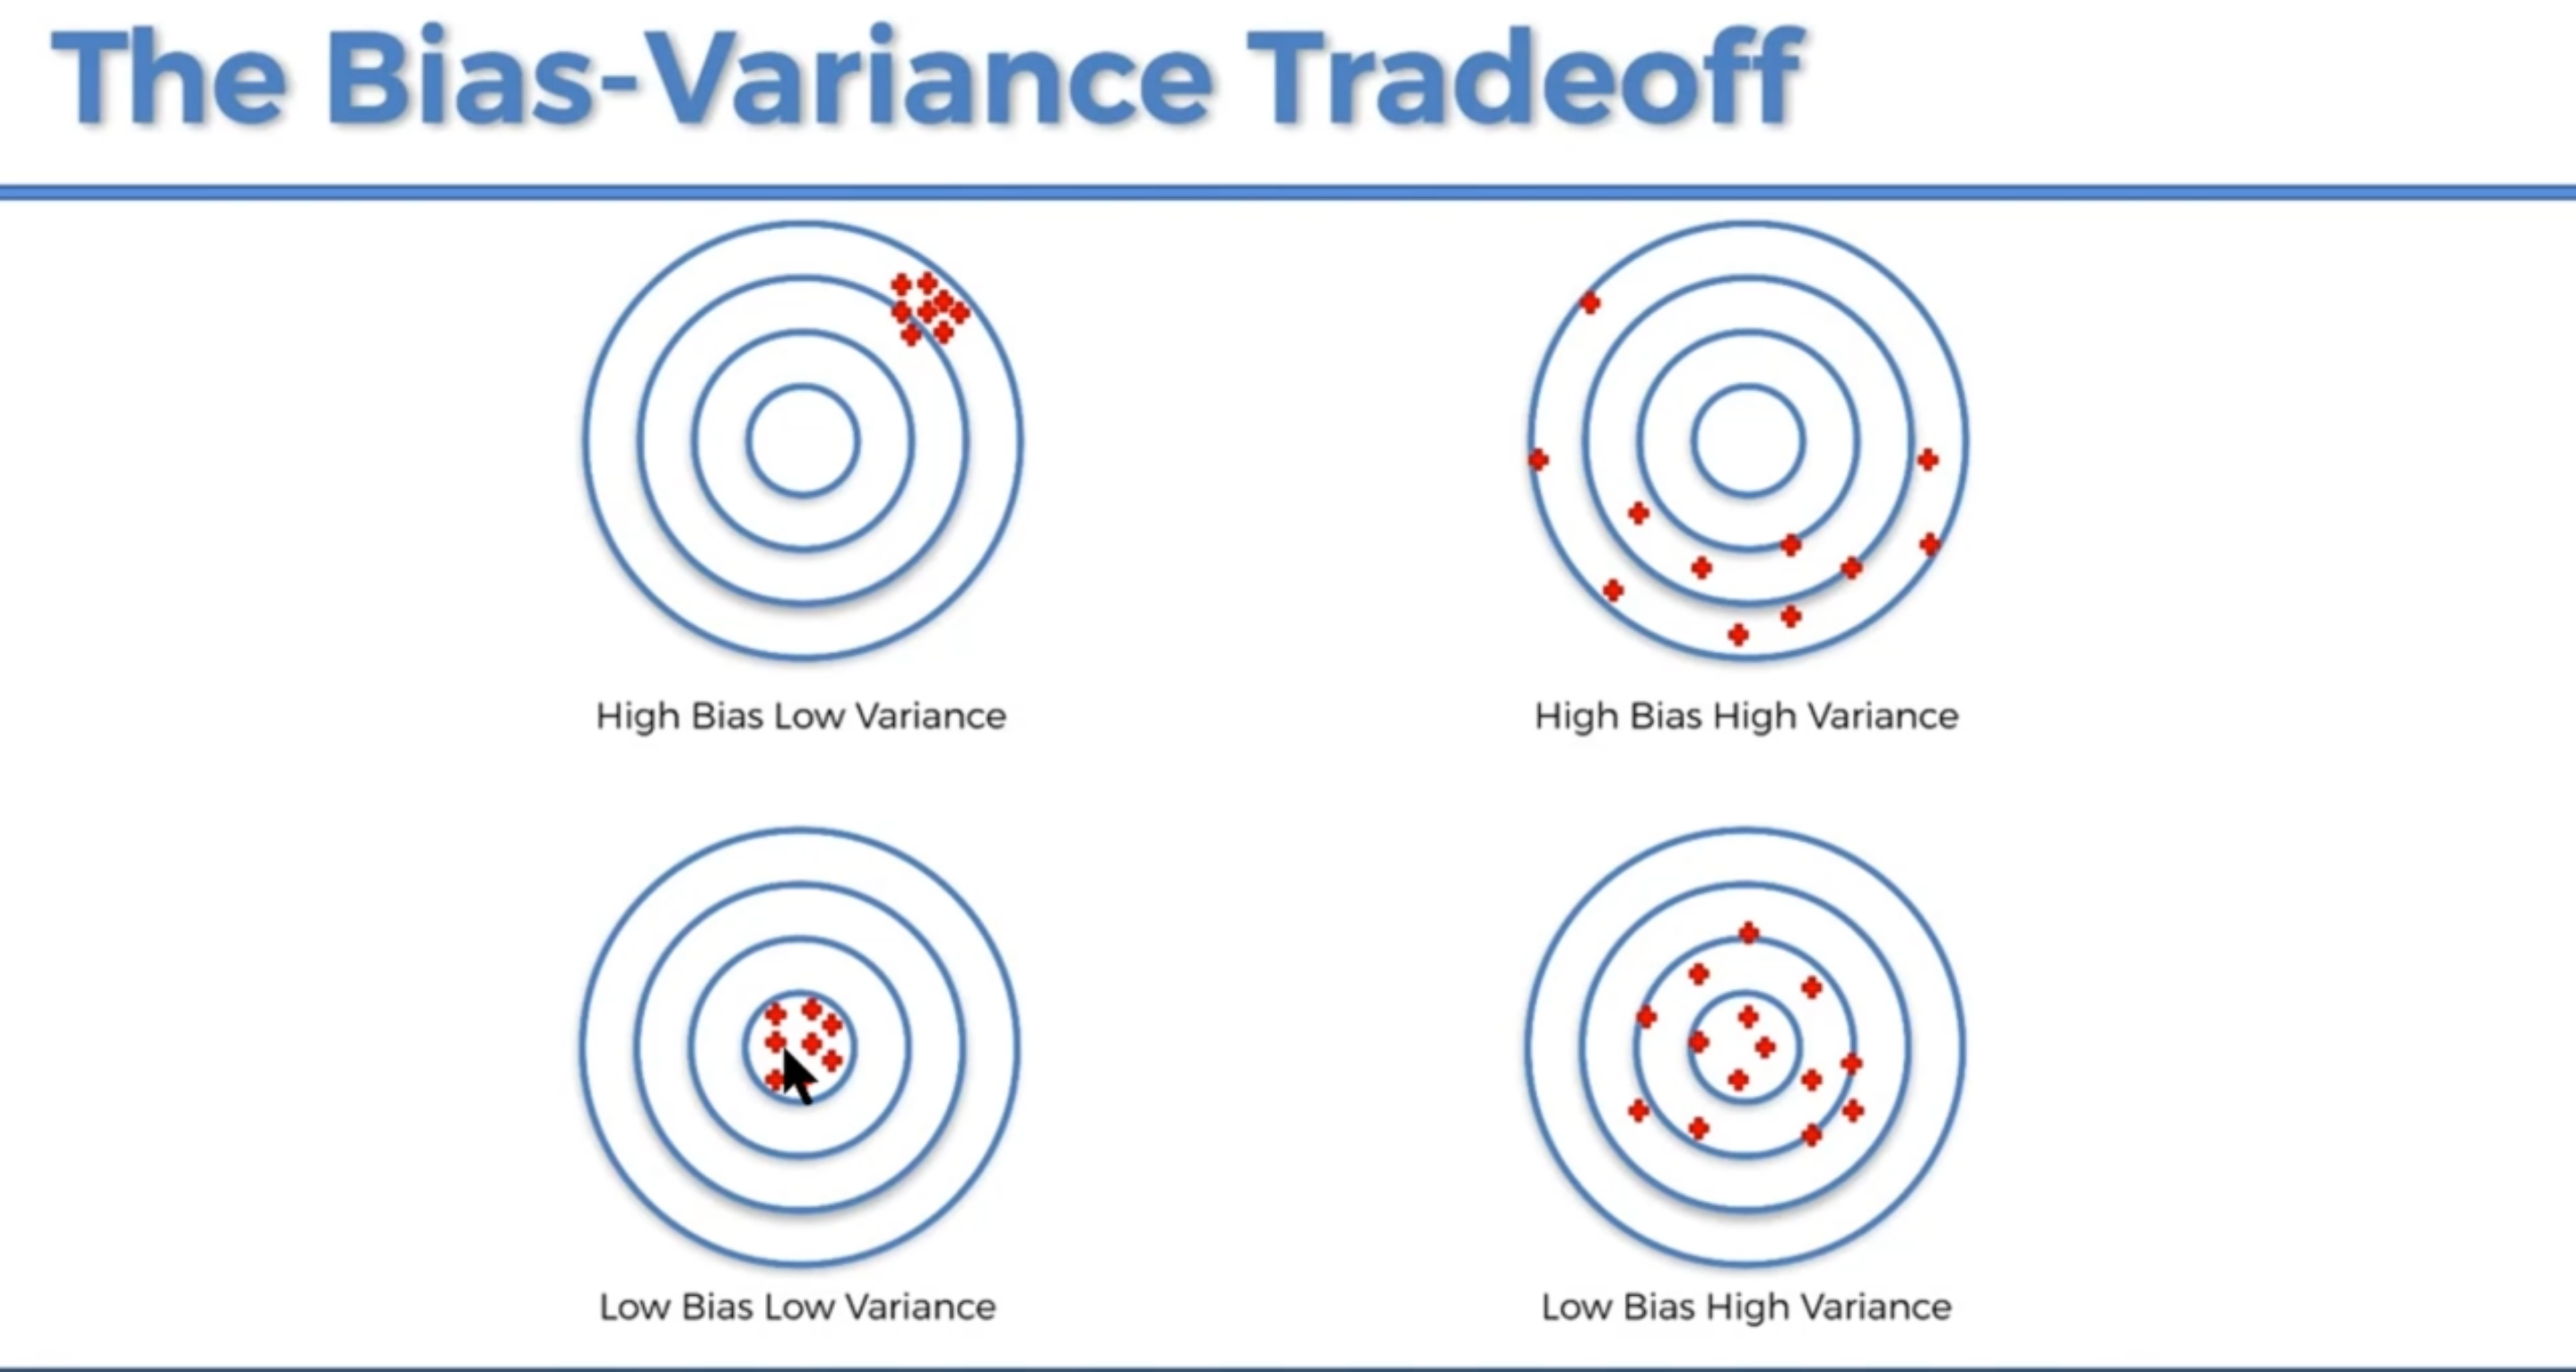 The Bias-Variance Tradeoff
High Bias Low Variance
High Bias High Variance
Low Bias Low Variance
Low Bias High Variance